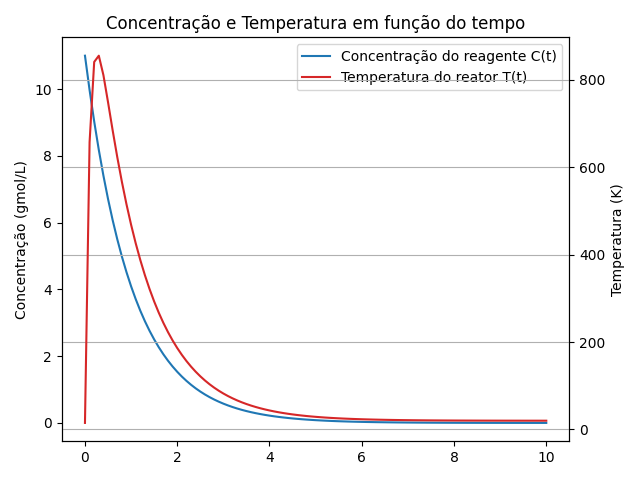 Concentração e Temperatura em função do tempo
Concentração do reagente C(t)
Temperatura do reator T(t)
Concentração (gmol/L)
10
8
6
4
2
0
800
600
400
200
0
Temperatura (K)
0 2 4 6 8 10